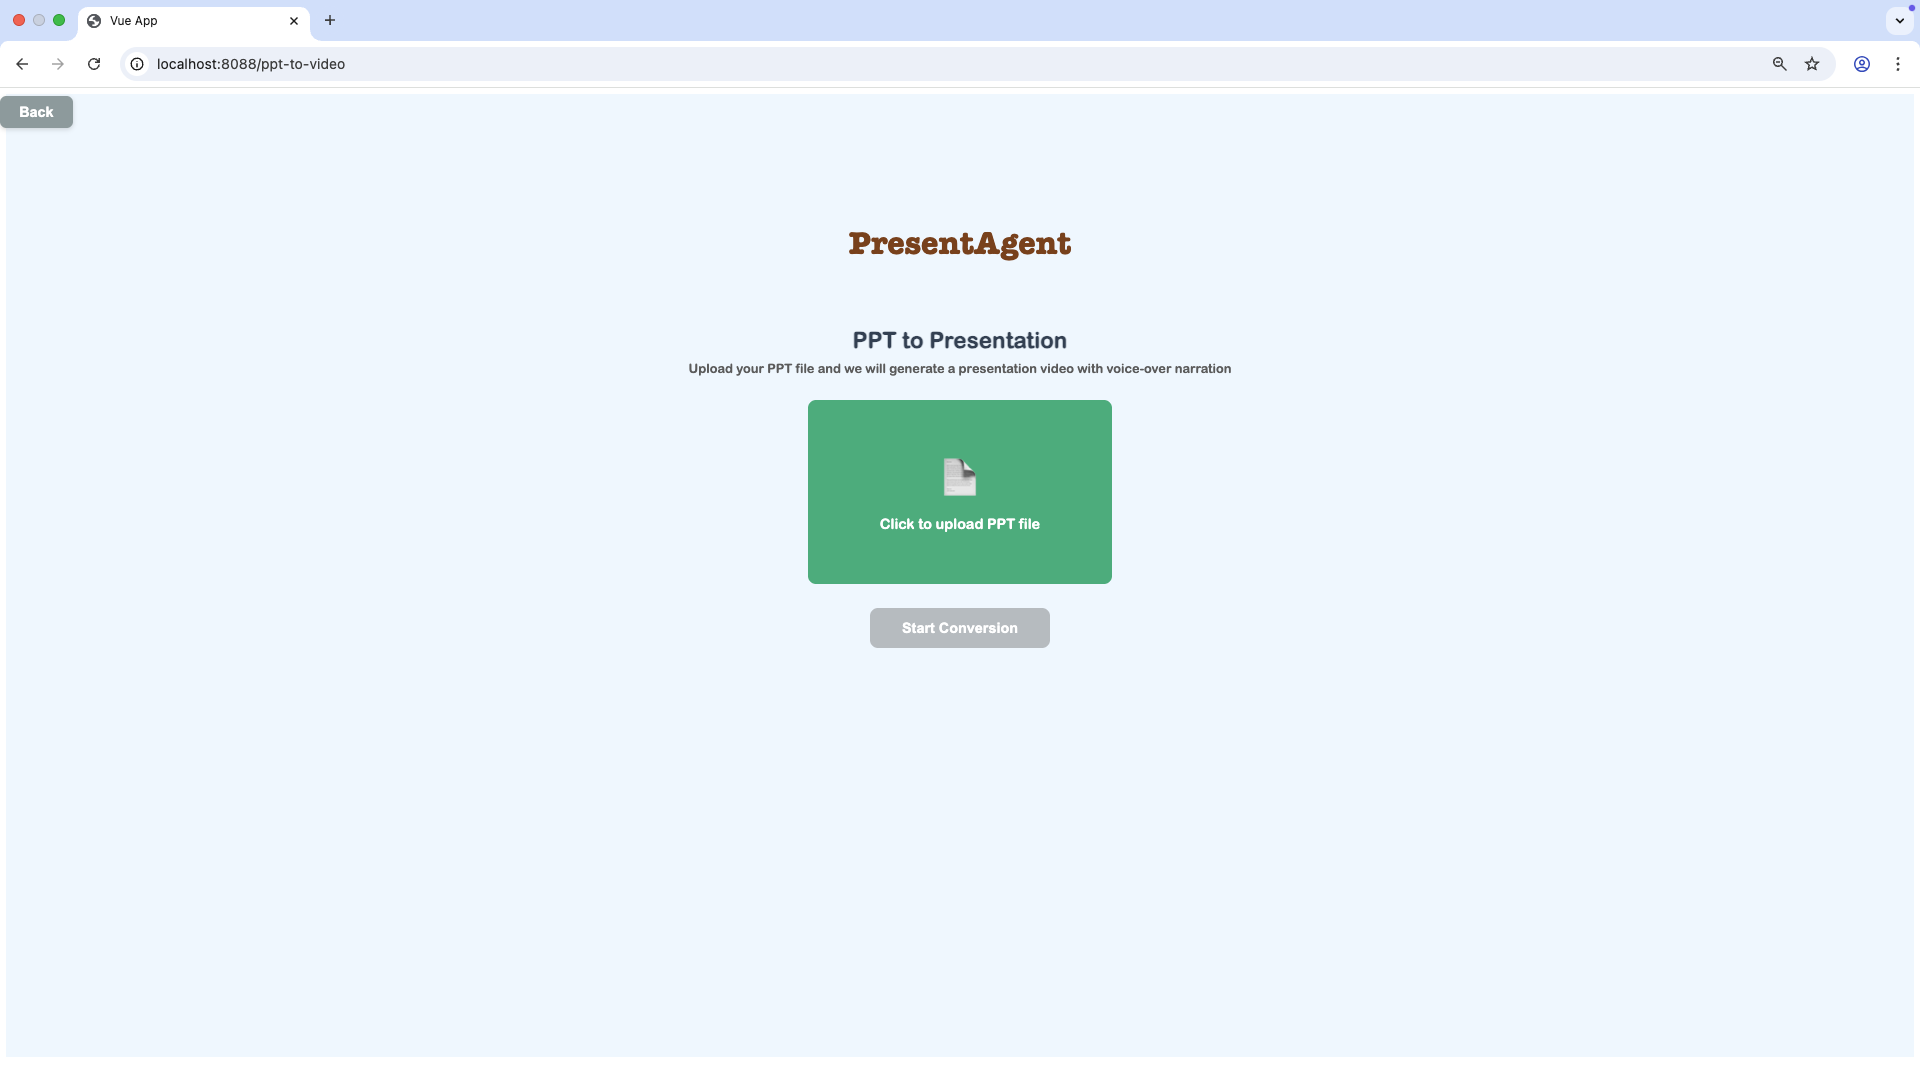 Vue App
localhost:8088/ppt-to-video
Back
PresentAgent
PPT to Presentation
Upload your PPT file and we will generate a presentation video with voice-over narration
Click to upload PPT file
Start Conversion